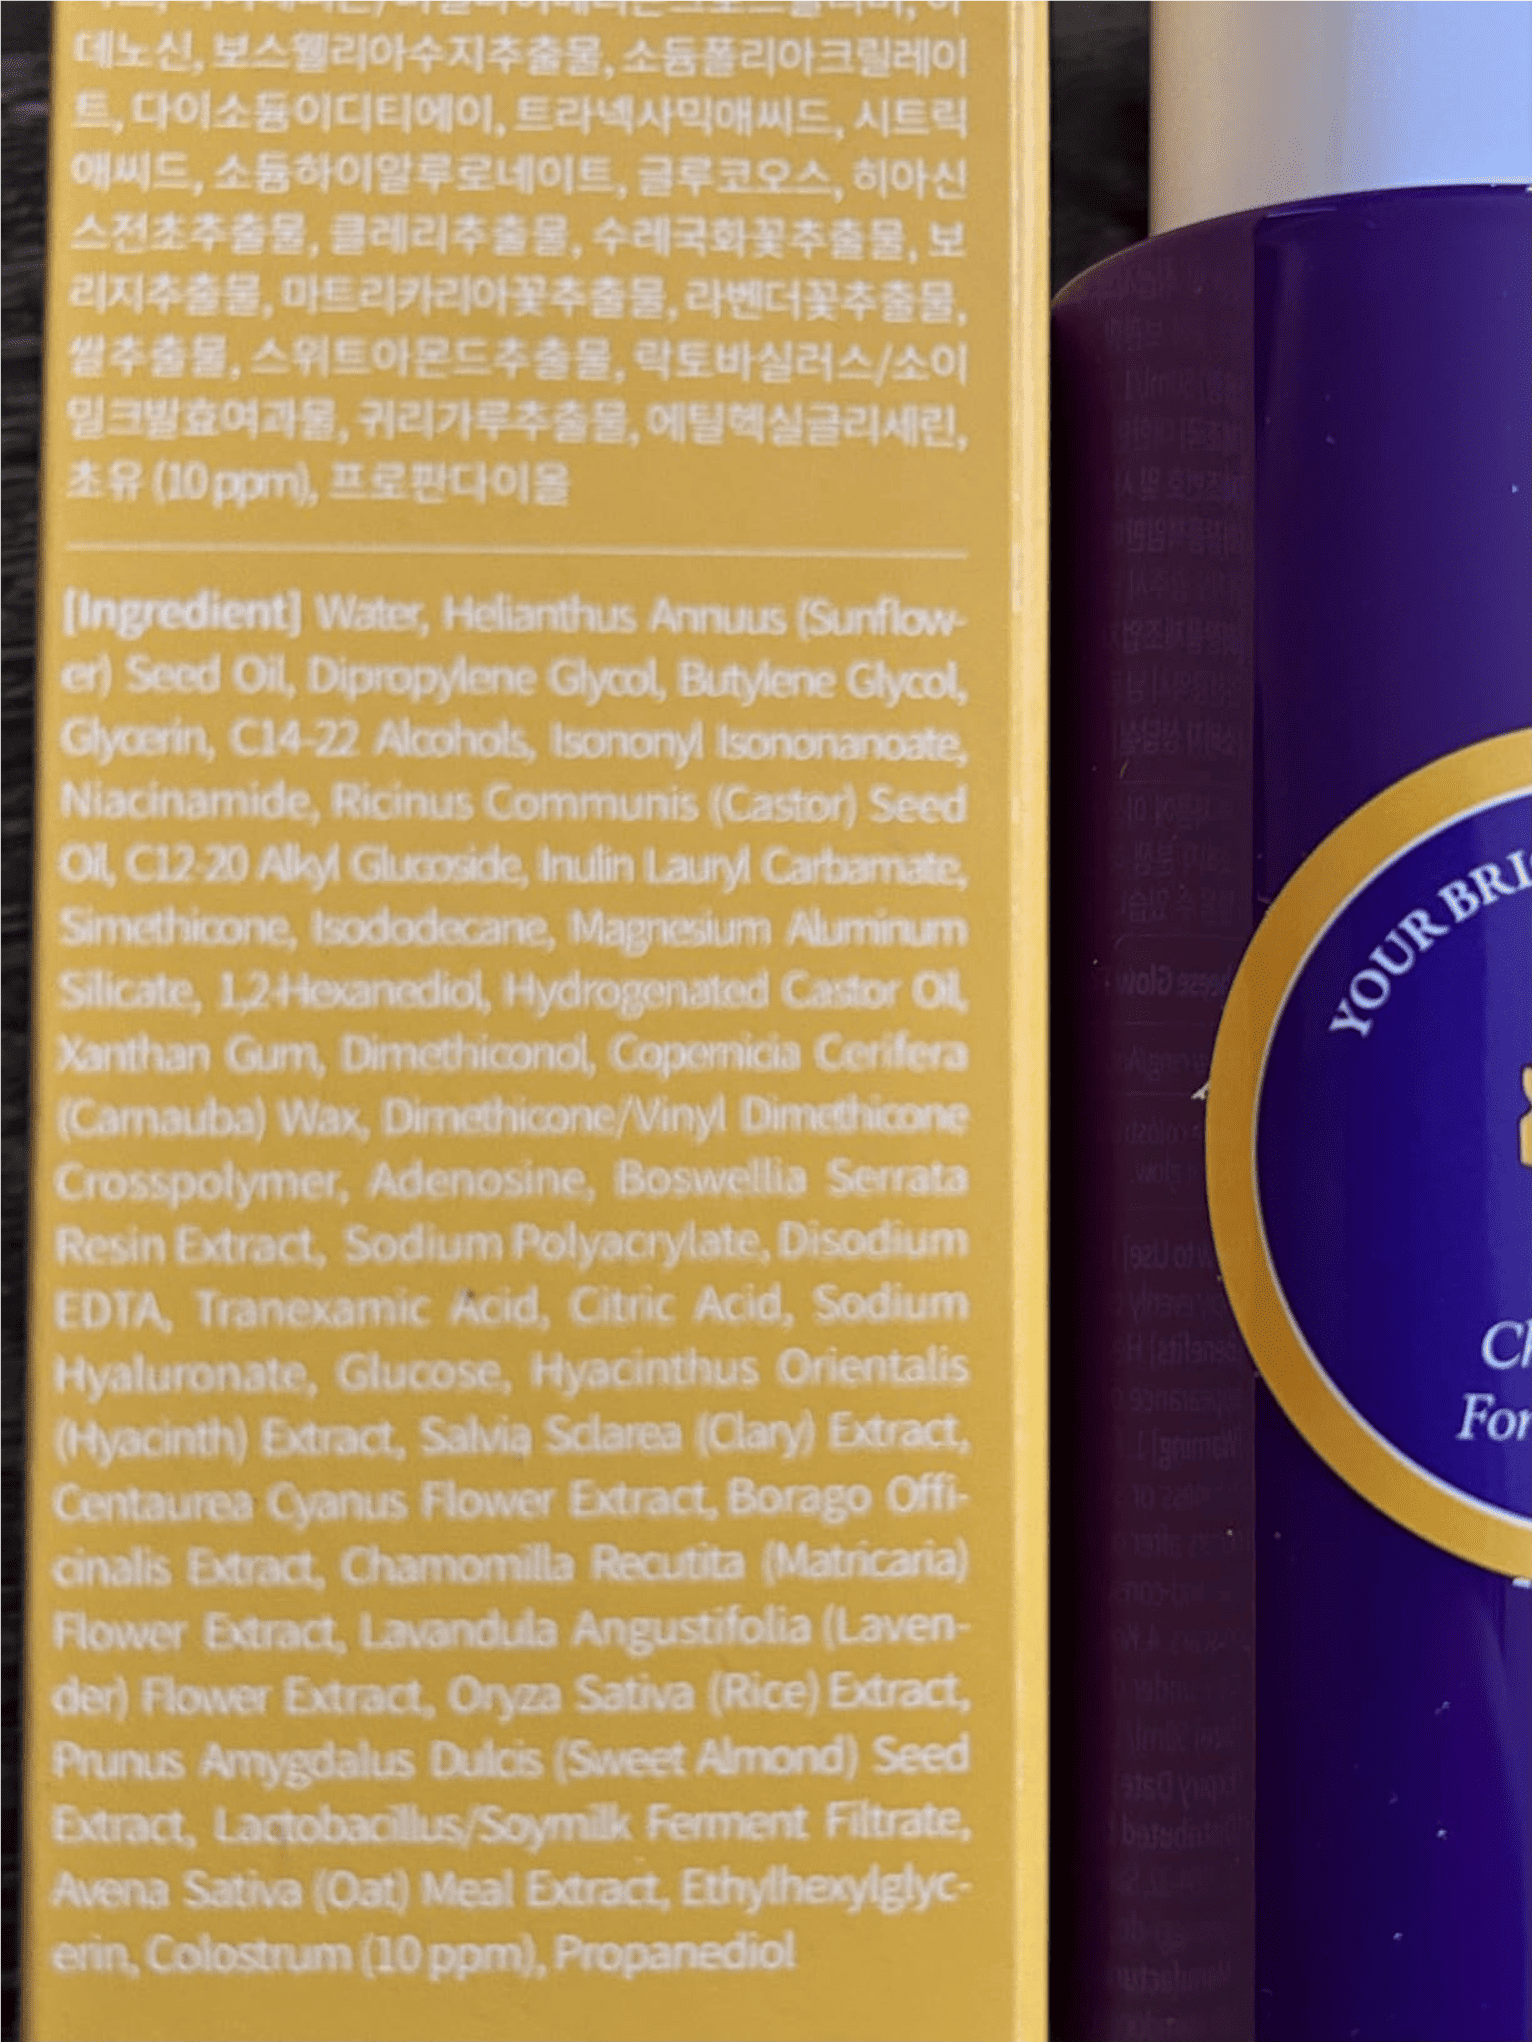 데노신, 보스웰리아수지추출물, 소듐폴리아크릴레이
트, 다이소듐이디티에이, 트라넥사믹애씨드, 시트릭
애씨드, 소듐하이알루로네이트, 글루코오스, 히아신
스전초추출물, 클레리추출물, 수레국화꽃추출물, 보
리지추출물, 마트리카리아꽃추출물, 라벤더꽃추출물,
쌀추출물, 스위트아몬드추출물, 락토바실러스/소이
밀크발효여과물, 귀리가루추출물, 에틸헥실글리세린,
초유 (10 ppm), 프로판다이올
[Ingredient] Water, Helianthus Annuus (Sunflow-
er) Seed Oil, Dipropylene Glycol, Butylene Glycol,
Glycerin, C14-22 Alcohols, Isononyl Isononanoate,
Niacinamide, Ricinus Communis (Castor) Seed
Oil, C12-20 Alkyl Glucoside, Inulin Lauryl Carbamate,
Simethicone, Isododecane, Magnesium Aluminum
Silicate, 1,2-Hexanediol, Hydrogenated Castor Oil,
Xanthan Gum, Dimethiconol, Copernicia Cerifera
(Carnauba) Wax, Dimethicone/Vinyl Dimethicone
Crosspolymer, Adenosine, Boswellia Serrata
Resin Extract, Sodium Polyacrylate, Disodium
EDTA, Tranexamic Acid, Citric Acid, Sodium
Hyaluronate, Glucose, Hyacinthus Orientalis
(Hyacinth) Extract, Salvia Sclarea (Clary) Extract,
Centaurea Cyanus Flower Extract, Borago Offi-
cinalis Extract, Chamomilla Recutita (Matricaria)
Flower Extract, Lavandula Angustifolia (Laven-
der) Flower Extract, Oryza Sativa (Rice) Extract,
Prunus Amygdalus Dulcis (Sweet Almond) Seed
Extract, Lactobacillus/Soymilk Ferment Filtrate,
Avena Sativa (Oat) Meal Extract, Ethylhexylglyc-
erin, Colostrum (10 ppm), Propanediol
YOUR BRI
Ch
For